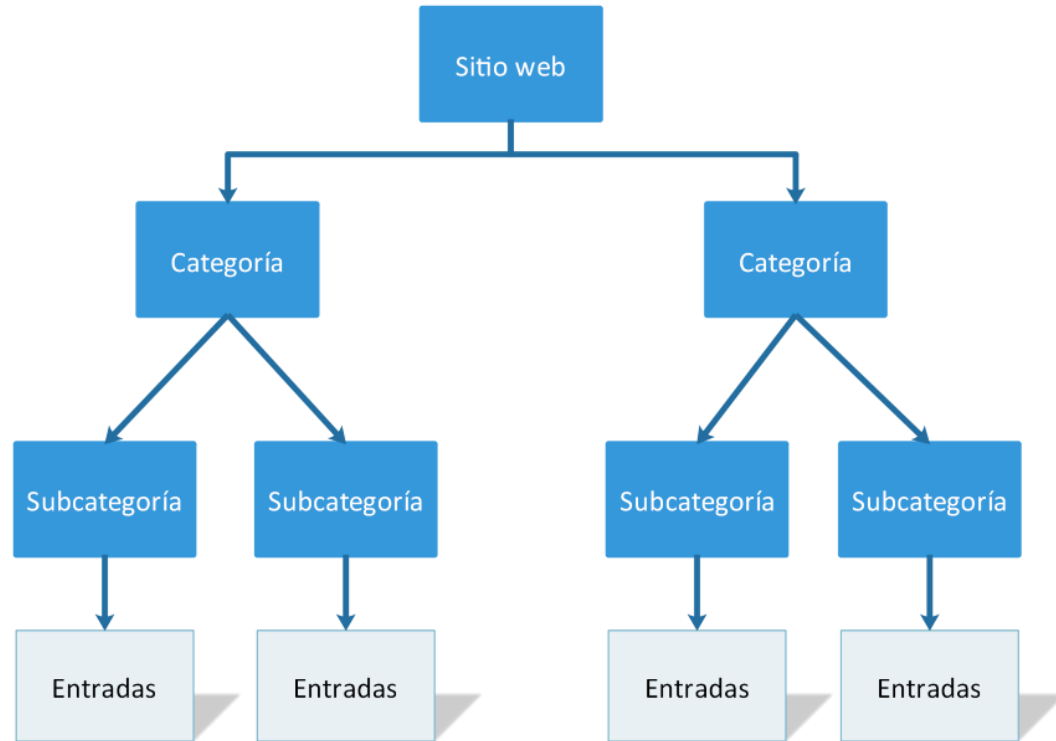 Sitio web
Categoría
Categoría
Subcategoría
Subcategoría
Subcategoría
Subcategoría
Entradas
Entradas
Entradas
Entradas